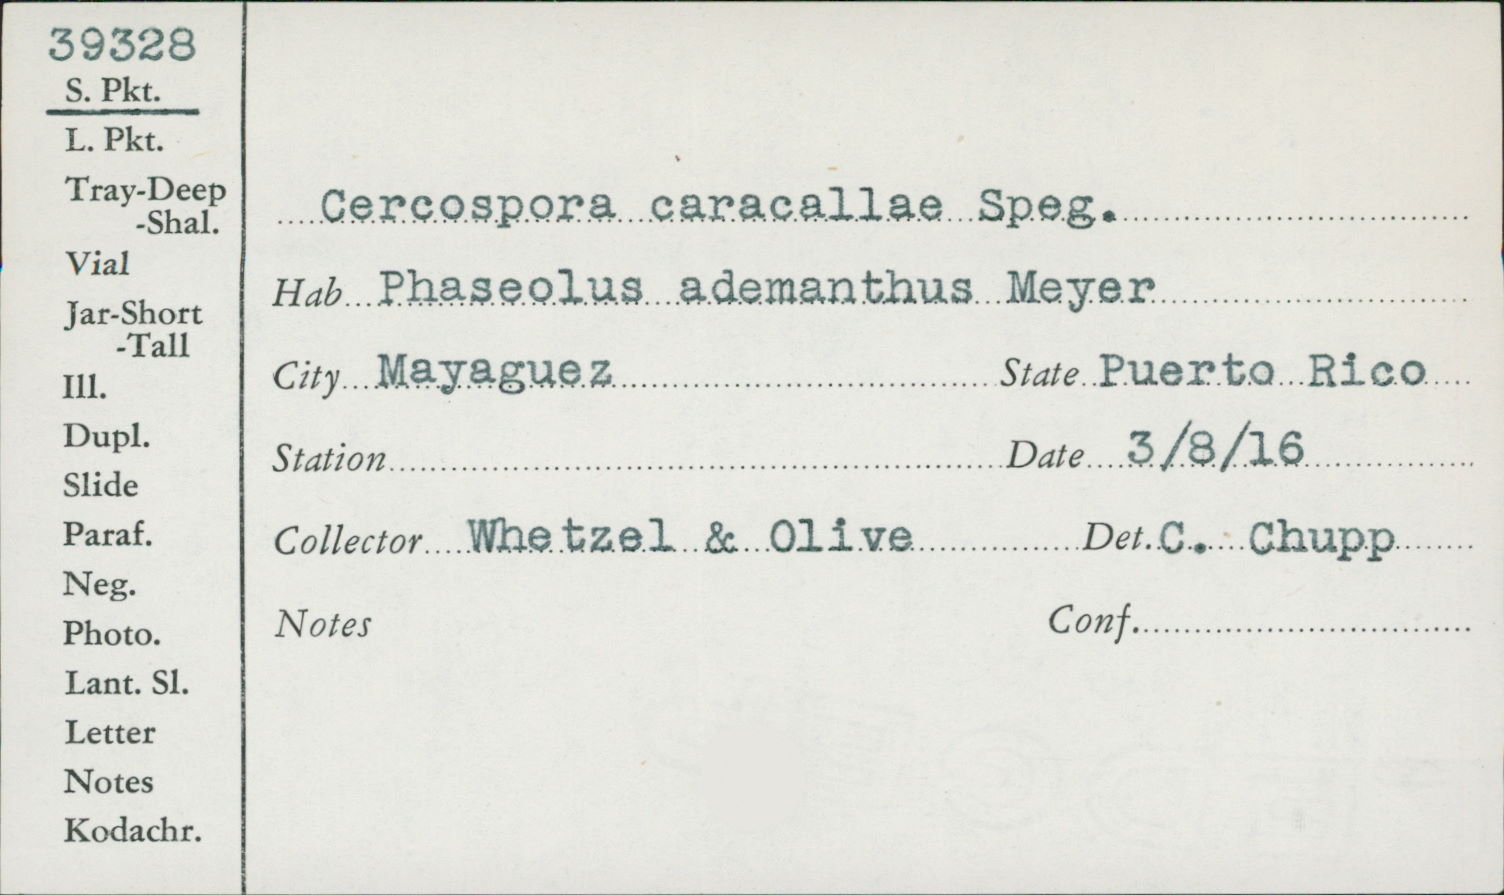 39328
S. Pkt.
L. Pkt.
Tray-Deep
-Shal.
Vial
Jar-Short
-Tall
Ill.
Dupl.
Slide
Paraf.
Neg.
Photo.
Lant. Sl.
Letter
Notes
Kodachr.
Cercospora caracallae Speg.
Hab Phaseolus ademanthus Meyer
City Mayaguez State Puerto Rico
Station Date 3/8/16
Collector Whetzel & Olive Det. C. Chupp
Notes Conf.